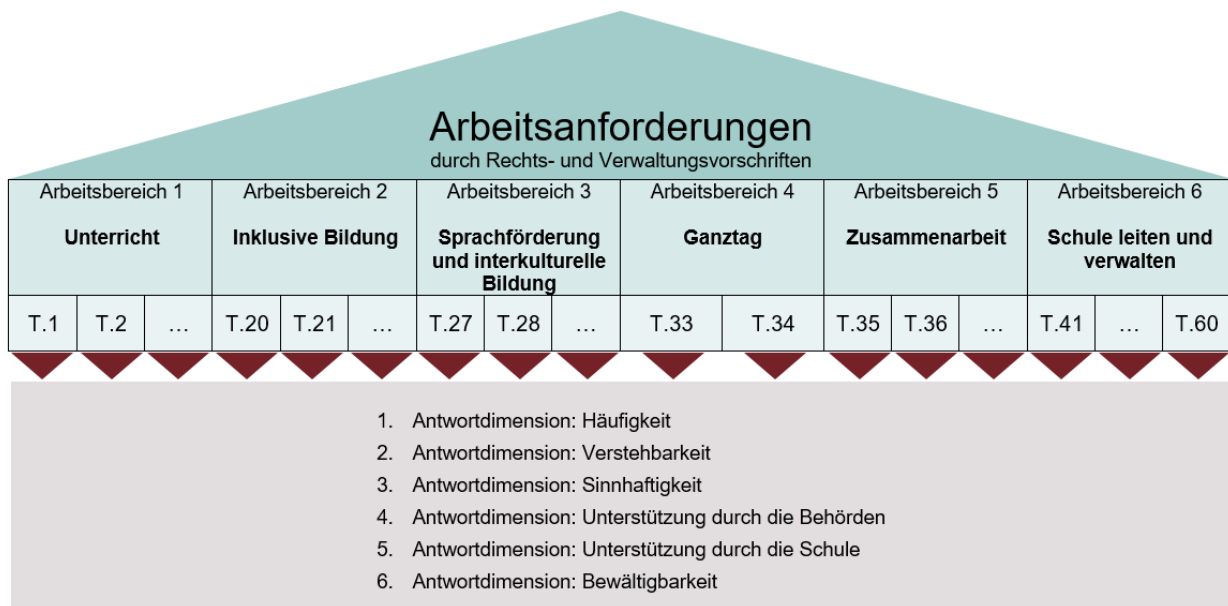 Arbeitsanforderungen
durch Rechts- und Verwaltungsvorschriften
Arbeitsbereich 1
Unterricht
Arbeitsbereich 2
Inklusive Bildung
Arbeitsbereich 3
Sprachförderung
und interkulturelle
Bildung
Arbeitsbereich 4
Ganztag
Arbeitsbereich 5
Zusammenarbeit
Arbeitsbereich 6
Schule leiten und
verwalten
T.1 T.2 … T.20 T.21 … T.27 T.28 … T.33 T.34 T.35 T.36 … T.41 … T.60
1. Antwortdimension: Häufigkeit
2. Antwortdimension: Verstehbarkeit
3. Antwortdimension: Sinnhaftigkeit
4. Antwortdimension: Unterstützung durch die Behörden
5. Antwortdimension: Unterstützung durch die Schule
6. Antwortdimension: Bewältigbarkeit